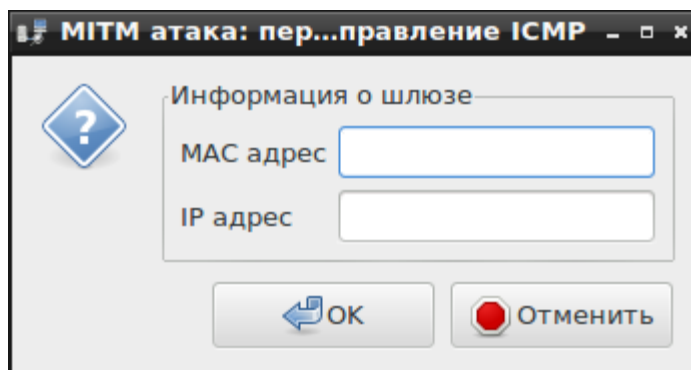 MITM атака: пер...правление ICMP
Информация о шлюзе
MAC адрес
IP адрес
OK
Отменить